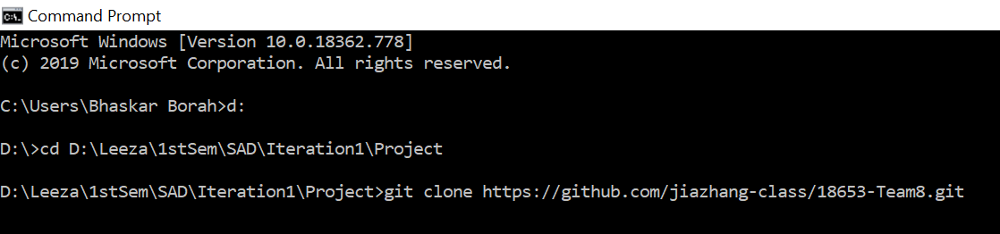 Command Prompt
Microsoft Windows [Version 10.0.18362.778]
(c) 2019 Microsoft Corporation. All rights reserved.
C:\Users\Bhaskar Borah>d:
D:\>cd D:\Leeza\1stSem\SAD\Iteration1\Project
D:\Leeza\1stSem\SAD\Iteration1\Project>git clone https://github.com/jiazhang-class/18653-Team8.git